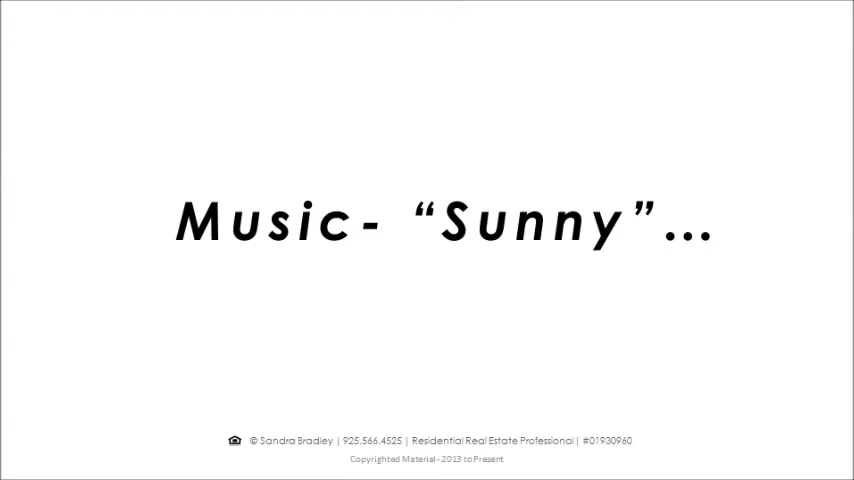 Music- “Sunny”...
© Sandra Bradley | 925.566.4525 | Residential Real Estate Professional| #01930960
Copyrighted Material - 2013 to Present